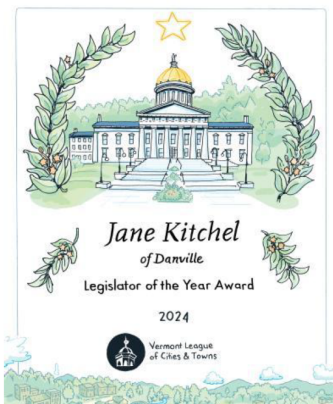 Jane Kitchel
of Danville
Legislator of the Year Award
2024
Vermont League
of Cities & Towns